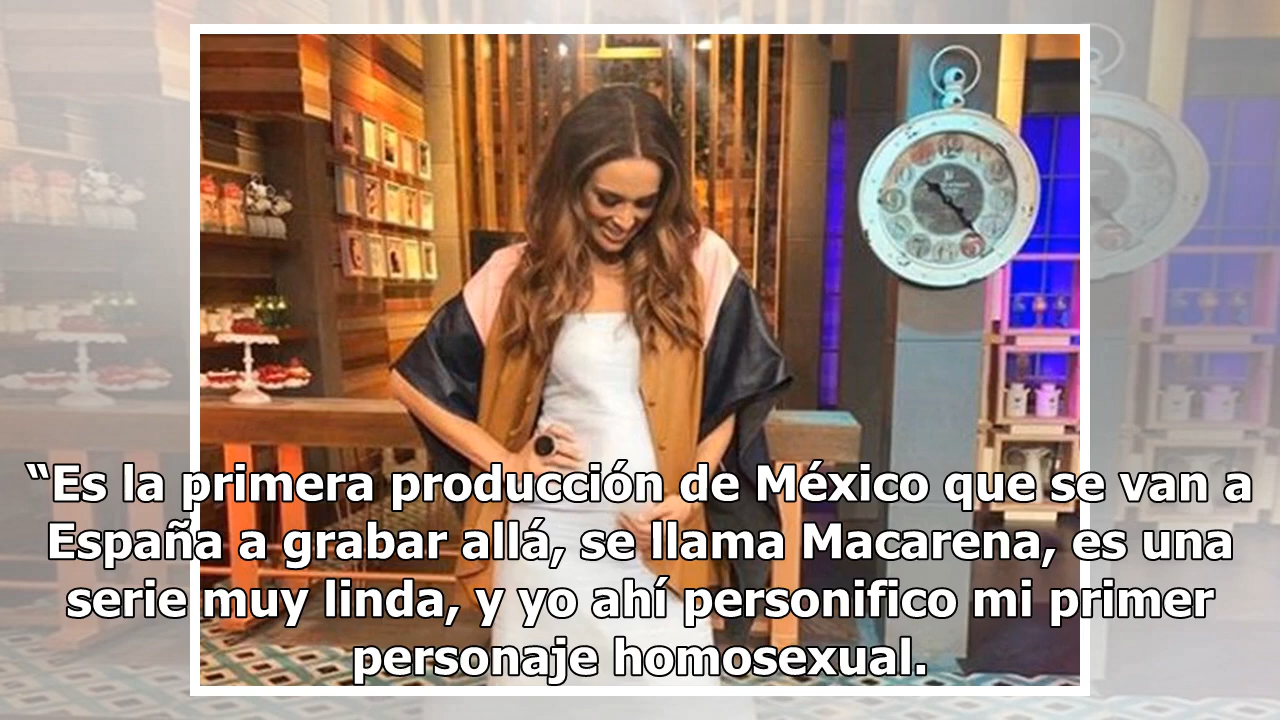 “Es la primera producción de México que se van a
España a grabar allá, se llama Macarena, es una
serie muy linda, y yo ahí personifico mi primer
personaje homosexual.